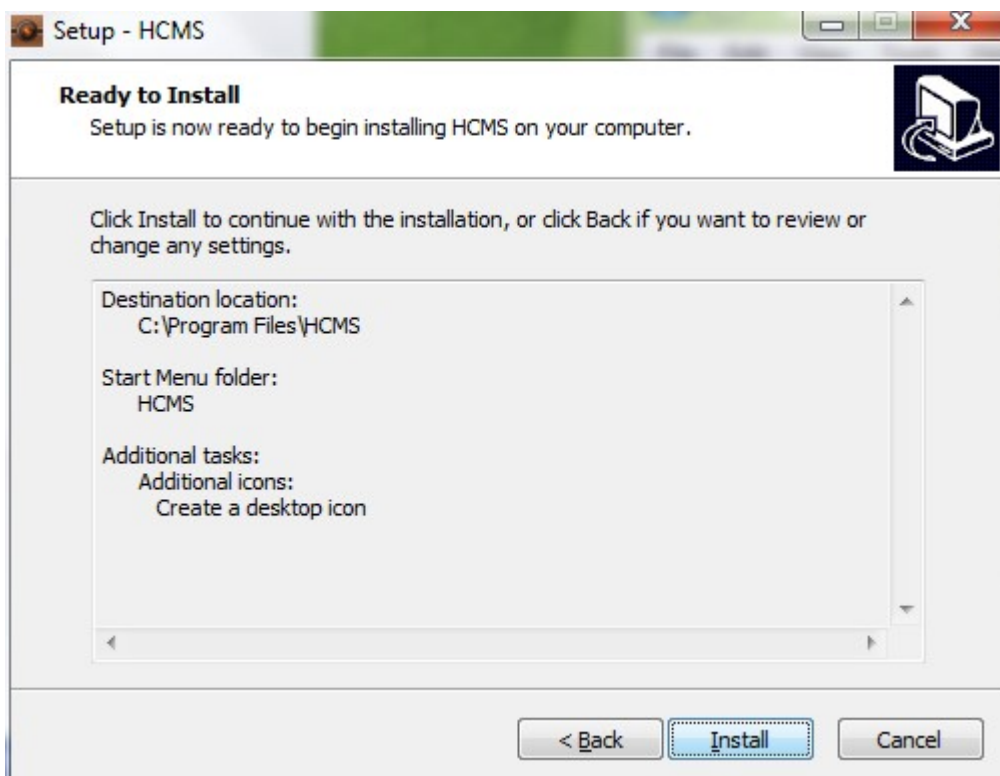 Setup - HCMS
Ready to Install
Setup is now ready to begin installing HCMS on your computer.
Click Install to continue with the installation, or click Back if you want to review or
change any settings.
Destination location:
C:\Program Files\HCMS
Start Menu folder:
HCMS
Additional tasks:
Additional icons:
Create a desktop icon
< Back
Install
Cancel